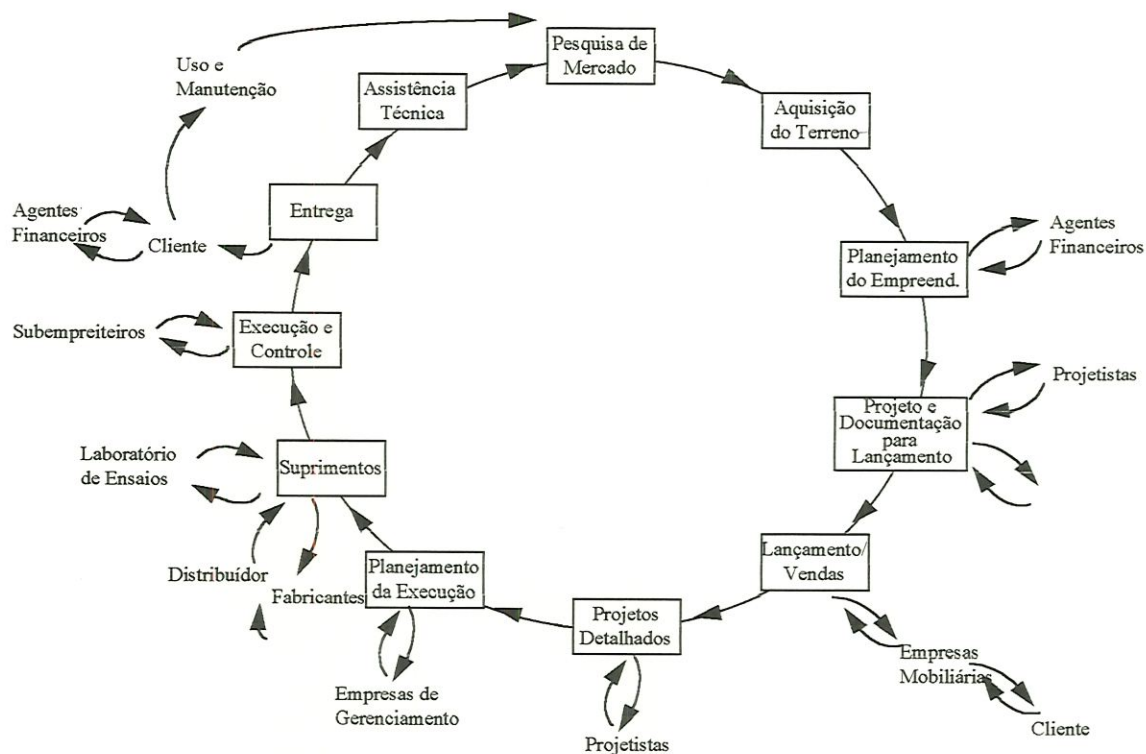 Pesquisa de
Mercado
Uso e
Manutenção
Assistência
Técnica
Aquisição
do Terreno
Entrega
Agentes
Financeiros
Cliente
Agentes
Financeiros
Planejamento
do Empreend.
Subempreiteiros
Execução e
Controle
Projetistas
Projeto e
Documentação
para
Lançamento
Laboratório
de Ensaios
Suprimentos
Lançamento/
Vendas
Distribuídor
Fabricantes
Planejamento
da Execução
Projetos
Detalhados
Empresas
Mobiliárias
Empresas de
Gerenciamento
Projetistas
Cliente